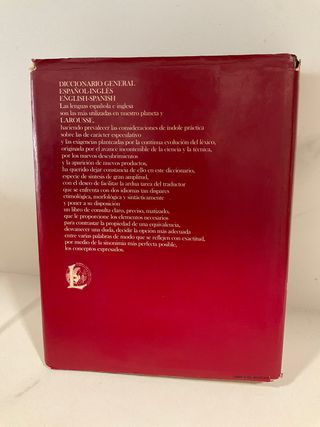 DICCIONARIO GENERAL
ESPAÑOL-INGLÉS
ENGLISH-SPANISH
Las lenguas española e inglesa
son las más utilizadas en nuestro planeta y
LAROUSSE,
haciendo prevalecer las consideraciones de índole práctica
sobre las de carácter especulativo
y las exigencias planteadas por la continua evolución del léxico,
originada por el avance incontenible de la ciencia y la técnica,
por los nuevos descubrimientos
y la aparición de nuevos productos,
ha querido dejar constancia de ello en este diccionario,
especie de síntesis de gran amplitud,
con el deseo de facilitar la ardua tarea del traductor
que se enfrenta con dos idiomas tan dispares
etimológica, morfológica y sintácticamente
y poner a su disposición
un libro de consulta claro, preciso, matizado,
que le proporcione los elementos necesarios
para contrastar la propiedad de una equivalencia,
desvanecer una duda, decidir la opción más adecuada
entre varias palabras de modo que se reflejen con exactitud,
por medio de la sinonimia más perfecta posible,
los conceptos expresados.